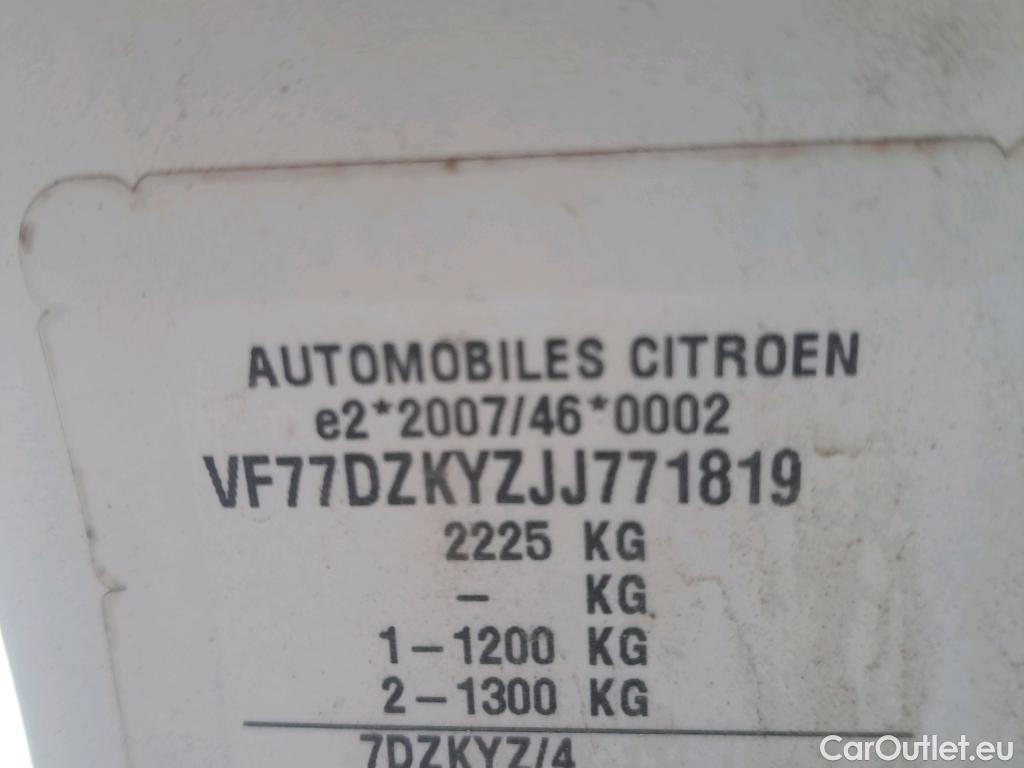 AUTOMOBILES CITROEN
e2*2007/46*0002
VF77DZKYZJJ771819
2225 KG
- KG
1-1200 KG
2-1300 KG
7DZKYZ/4
CarOutlet.eu